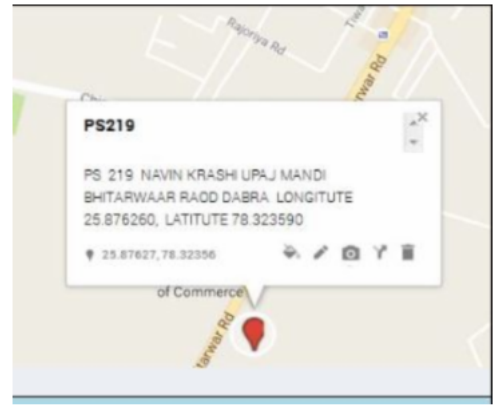 Rajoriya Rd
PS219
PS 219 NAVIN KRASHI UPAJ MANDI
BHITARWAAR RAOD DABRA LONGITUTE
25.876260, LATITUTE 78.323590
25.87627,78.32356
of Commerce